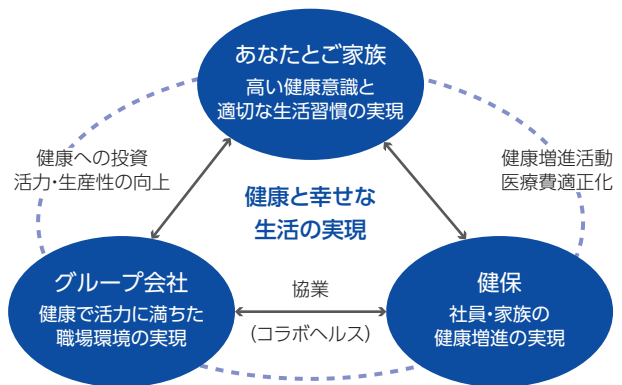 あなたとご家族
高い健康意識と
適切な生活習慣の実現
健康への投資
活力・生産性の向上
健康増進活動
医療費適正化
健康と幸せな
生活の実現
グループ会社
健康で活力に満ちた
職場環境の実現
協業
(コラボヘルス)
健保
社員・家族の
健康増進の実現